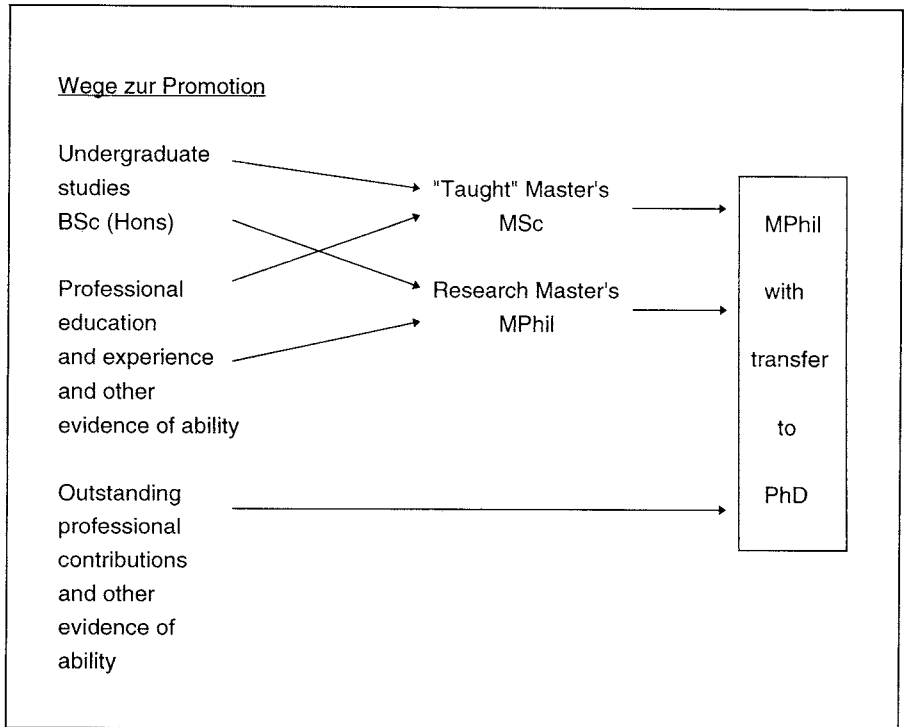 Wege zur Promotion
Undergraduate
studies
BSc (Hons)
Professional
education
and experience
and other
evidence of ability
Outstanding
professional
contributions
and other
evidence of
ability
"Taught" Master's
MSc
Research Master's
MPhil
MPhil
with
transfer
to
PhD